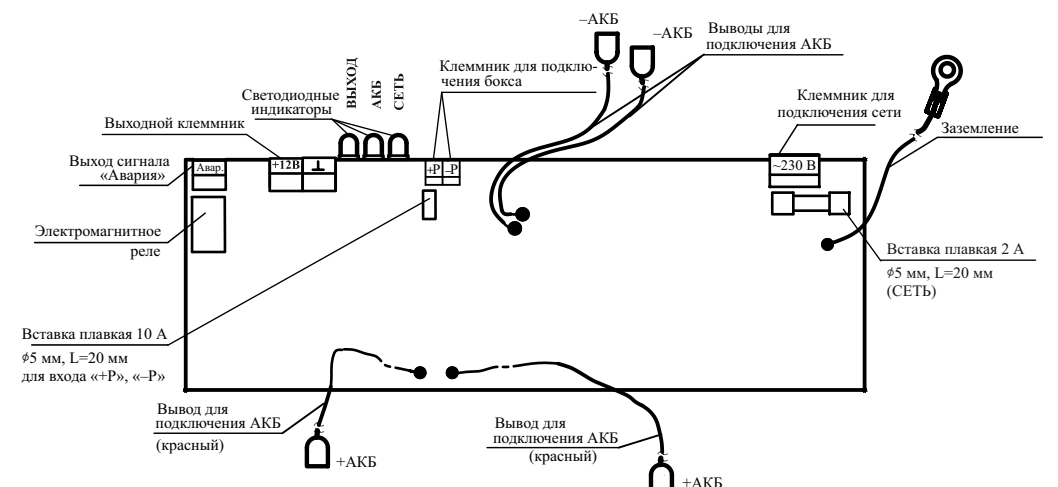 –АКБ
–АКБ
Выводы для
подключения АКБ
ВЫХОД
АКБ
СЕТЬ
Клеммник для подклю-
чения бокса
Светодиодные
индикаторы
Клеммник для
подключения сети
Выходной клеммник
Заземление
Выход сигнала
«Авария»
Авар.
+12В
⊥
+Р
–Р
~230 В
Электромагнитное
реле
Вставка плавкая 2 А
∅5 мм, L=20 мм
(СЕТЬ)
Вставка плавкая 10 А
∅5 мм, L=20 мм
для входа «+Р», «–Р»
Вывод для
подключения АКБ
(красный)
+АКБ
Вывод для
подключения АКБ
(красный)
+АКБ